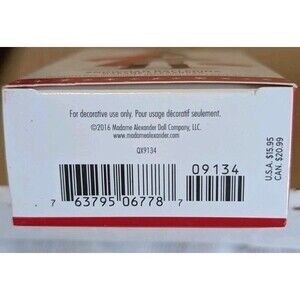 For decorative use only. Pour usage décoratif seulement.
©2016 Madame Alexander Doll Company, LLC.
www.madamealexander.com
QX9134
09134
7 63795 06778 7
U.S.A. $15.95
CAN. $20.99